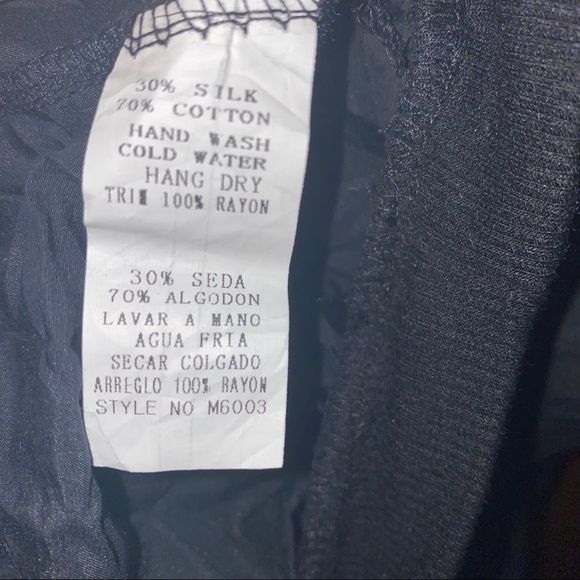 30% SILK
70% COTTON
HAND WASH
COLD WATER
HANG DRY
TRIM 100% RAYON
30% SEDA
70% ALGODON
LAVAR A MANO
AGUA FRIA
SECAR COLGADO
ARREGLO 100% RAYON
STYLE NO M6003